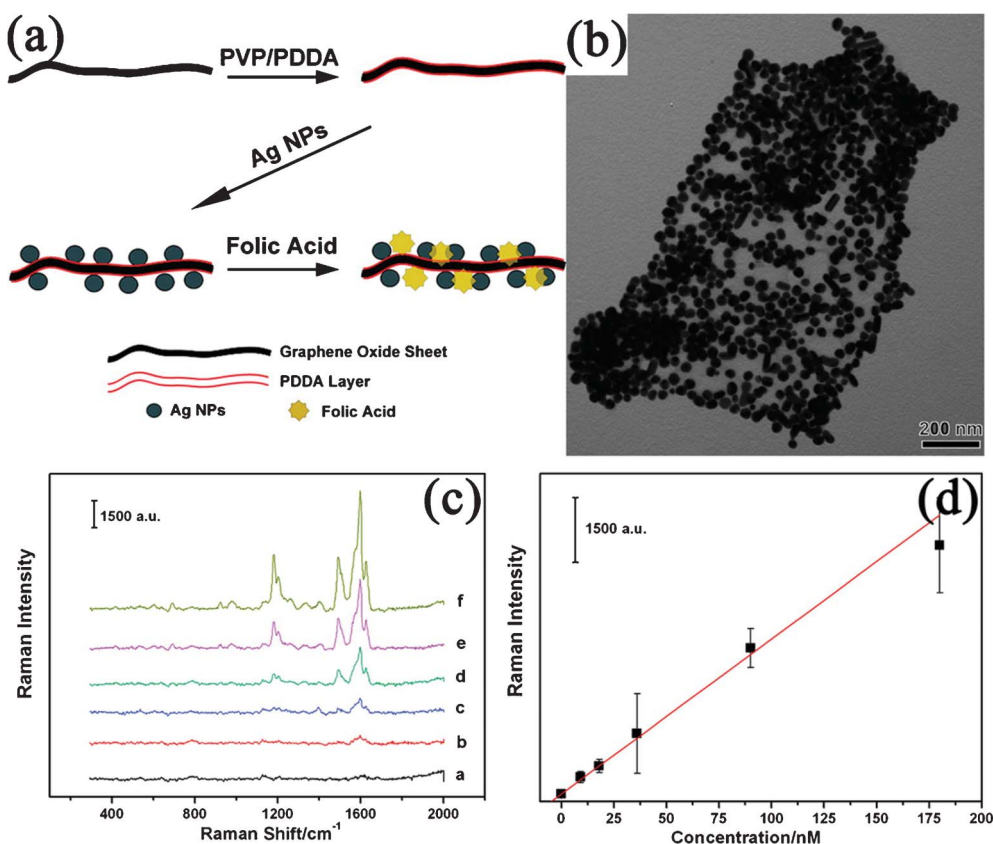 (a)
PVP/PDDA
Ag NPs
Folic Acid
Graphene Oxide Sheet
PDDA Layer
Ag NPs
Folic Acid
(b)
200 nm
(c)
1500 a.u.
Raman Intensity
f
e
d
c
b
a
400 800 1200 1600 2000
Raman Shift/cm⁻¹
(d)
1500 a.u.
Raman Intensity
0 25 50 75 100 125 150 175 200
Concentration/nM